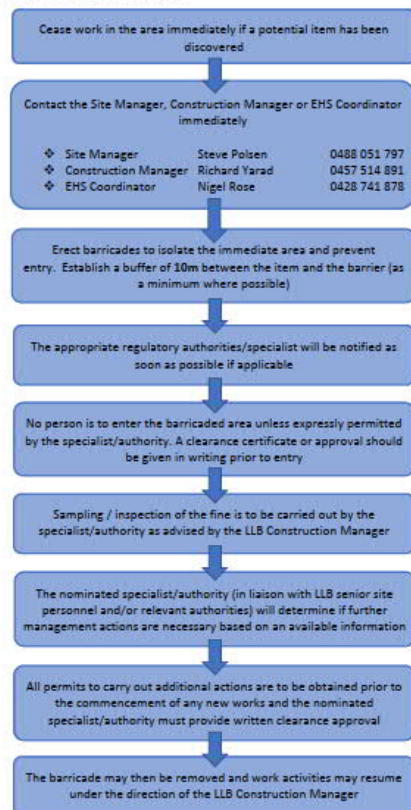 Cease work in the area immediately if a potential item has been
discovered
Contact the Site Manager, Construction Manager or EHS Coordinator
immediately
❖ Site Manager Steve Polsen 0488 051 797
❖ Construction Manager Richard Yarad 0457 514 891
❖ EHS Coordinator Nigel Rose 0428 741 878
Erect barricades to isolate the immediate area and prevent
entry. Establish a buffer of 10m between the item and the barrier (as
a minimum where possible)
The appropriate regulatory authorities/specialist will be notified as
soon as possible if applicable
No person is to enter the barricaded area unless expressly permitted
by the specialist/authority. A clearance certificate or approval should
be given in writing prior to entry
Sampling / inspection of the fine is to be carried out by the
specialist/authority as advised by the LLB Construction Manager
The nominated specialist/authority (in liaison with LLB senior site
personnel and/or relevant authorities) will determine if further
management actions are necessary based on an available information
All permits to carry out additional actions are to be obtained prior to
the commencement of any new works and the nominated
specialist/authority must provide written clearance approval
The barricade may then be removed and work activities may resume
under the direction of the LLB Construction Manager